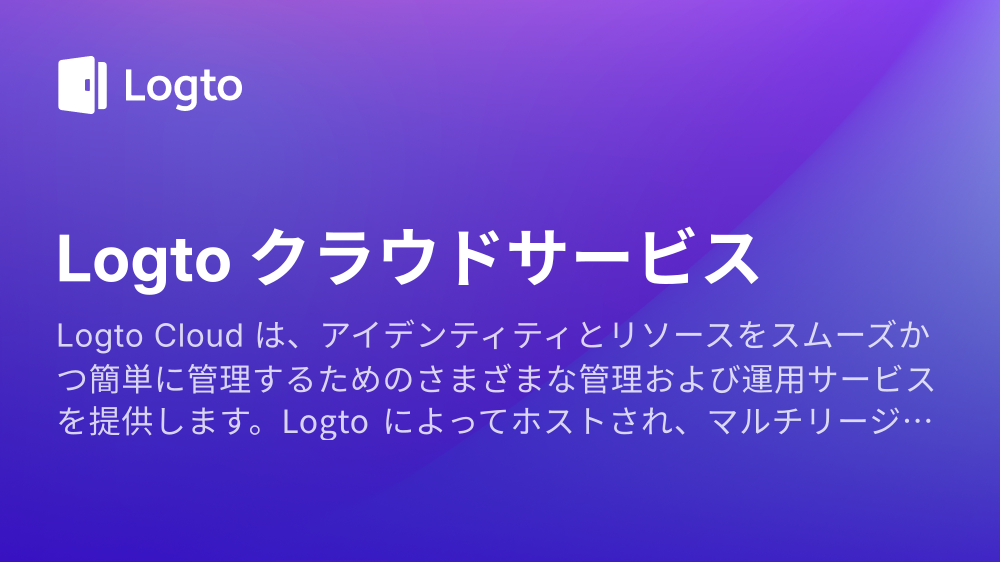 Logto
Logto クラウドサービス
Logto Cloud は、アイデンティティとリソースをスムーズか
つ簡単に管理するためのさまざまな管理および運用サービス
を提供します。Logto によってホストされ、マルチリージ…